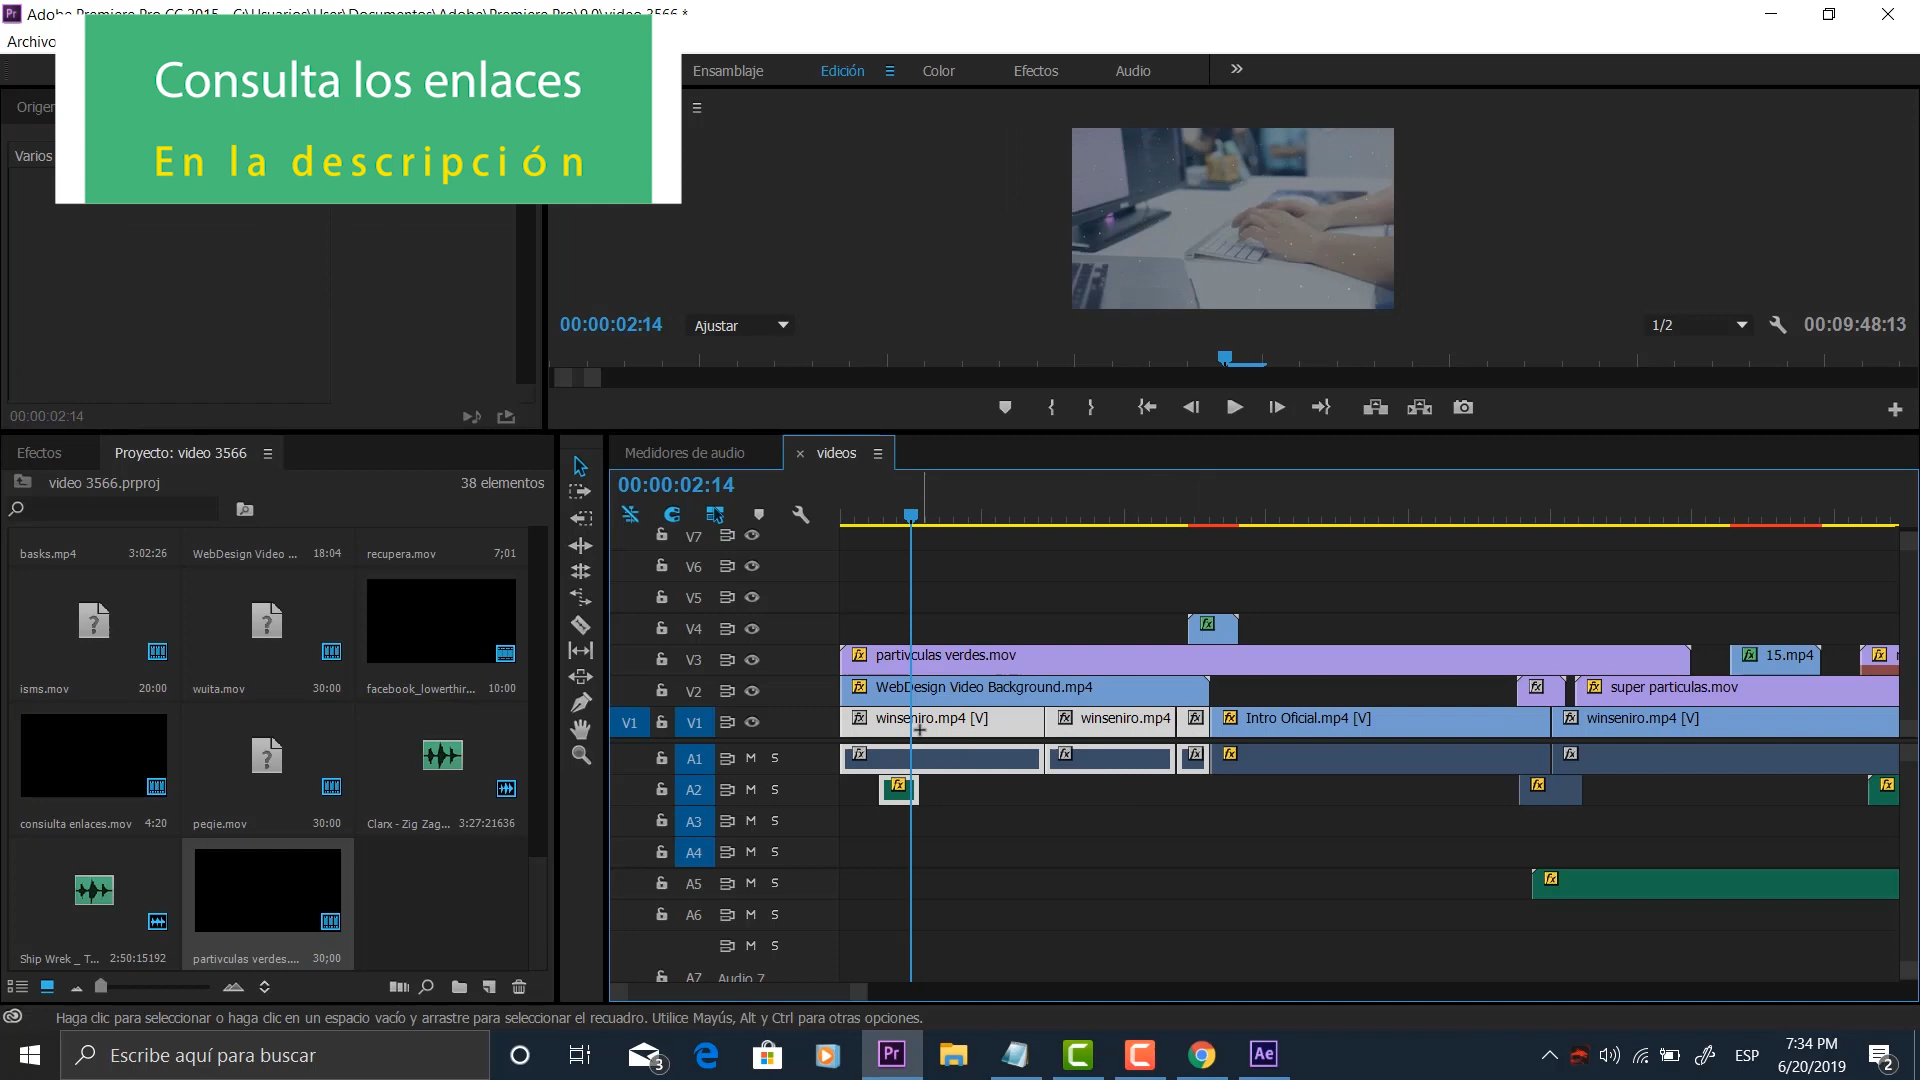 Adobe Premiere Pro CC 2015 - C:\Usuarios\User\Documentos\Adobe\Premiere Pro\9.0\video 3566 *
Archivo
Consulta los enlaces
En la descripción
Ensamblaje
Edición
Color
Efectos
Audio
Origen
Varios
00:00:02:14
Ajustar
1/2
00:09:48:13
00:00:02:14
Efectos
Proyecto: video 3566
video 3566.prproj
38 elementos
basks.mp4
3:02:26
WebDesign Video ...
18:04
recupera.mov
7;01
isms.mov
20:00
wuita.mov
30:00
facebook_lowerthir...
10:00
consiulta enlaces.mov
4:20
peqie.mov
30:00
Clarx - Zig Zag...
3:27:21636
Ship Wrek _ T...
2:50:15192
partivculas verdes....
30;00
Medidores de audio
× videos
00:00:02:14
V7
V6
V5
V4
V3
partivculas verdes.mov
15.mp4
V2
WebDesign Video Background.mp4
super particulas.mov
V1
V1
winseniro.mp4 [V]
winseniro.mp4
Intro Oficial.mp4 [V]
winseniro.mp4 [V]
A1 M S
A2 M S
A3 M S
A4 M S
A5 M S
A6 M S
M S
A7 Audio 7
Haga clic para seleccionar o haga clic en un espacio vacío y arrastre para seleccionar el recuadro. Utilice Mayús, Alt y Ctrl para otras opciones.
Escribe aquí para buscar
3
Pr
Ae
ESP
7:34 PM
6/20/2019
2